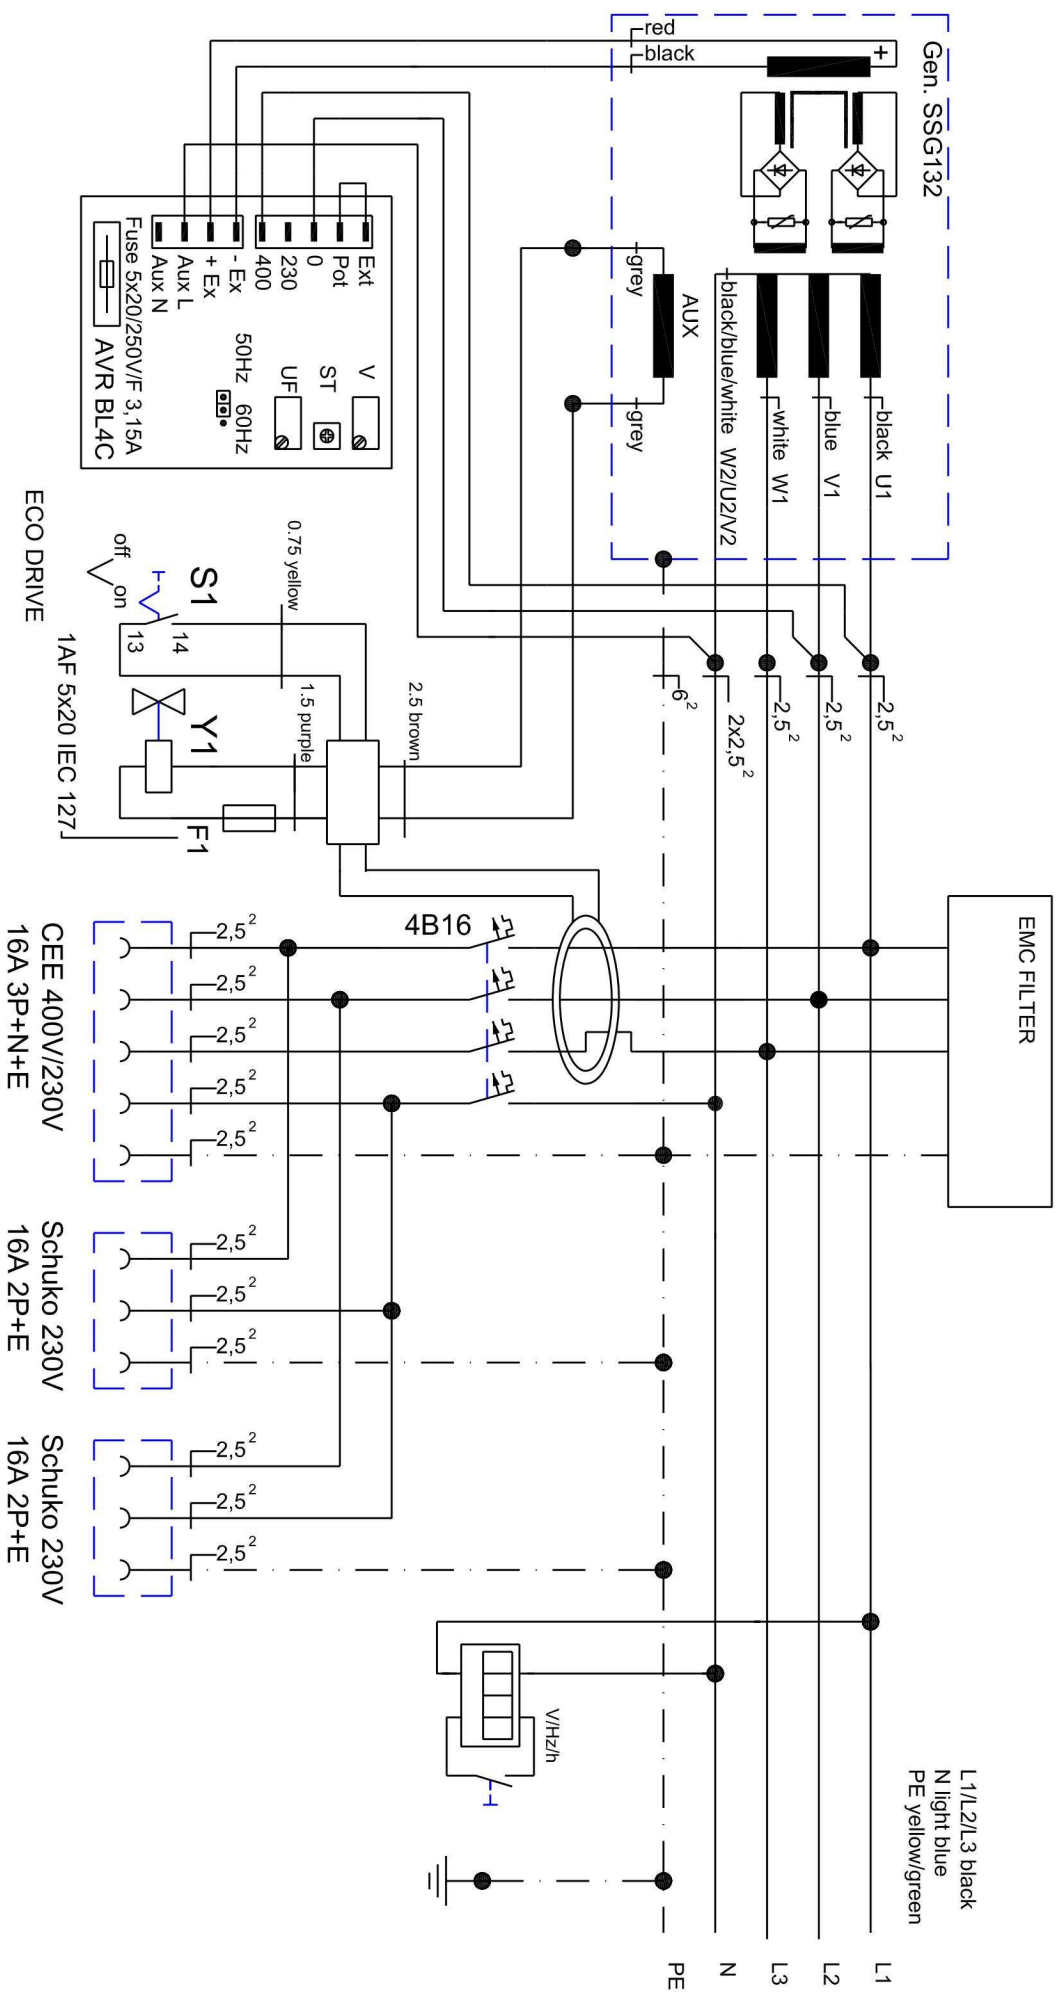 Gen. SSG132
+
red
black
black U1
blue V1
white W1
black/blue/white W2/U2/V2
AUX
grey
grey
Ext
Pot
0
230
400
- Ex
+ Ex
Aux L
Aux N
V
ST
UF
50Hz 60Hz
Fuse 5x20/250V/F 3,15A
AVR BL4C
2,5²
2,5²
2,5²
2x2,5²
6²
ECO DRIVE
off
on
S1
13
14
0.75 yellow
Y1
1.5 purple
2.5 brown
F1
1AF 5x20 IEC 127
EMC FILTER
4B16
2,5²
2,5²
2,5²
2,5²
2,5²
CEE 400V/230V
16A 3P+N+E
2,5²
2,5²
2,5²
Schuko 230V
16A 2P+E
2,5²
2,5²
2,5²
Schuko 230V
16A 2P+E
V/Hz/h
L1/L2/L3 black
N light blue
PE yellow/green
L1
L2
L3
N
PE